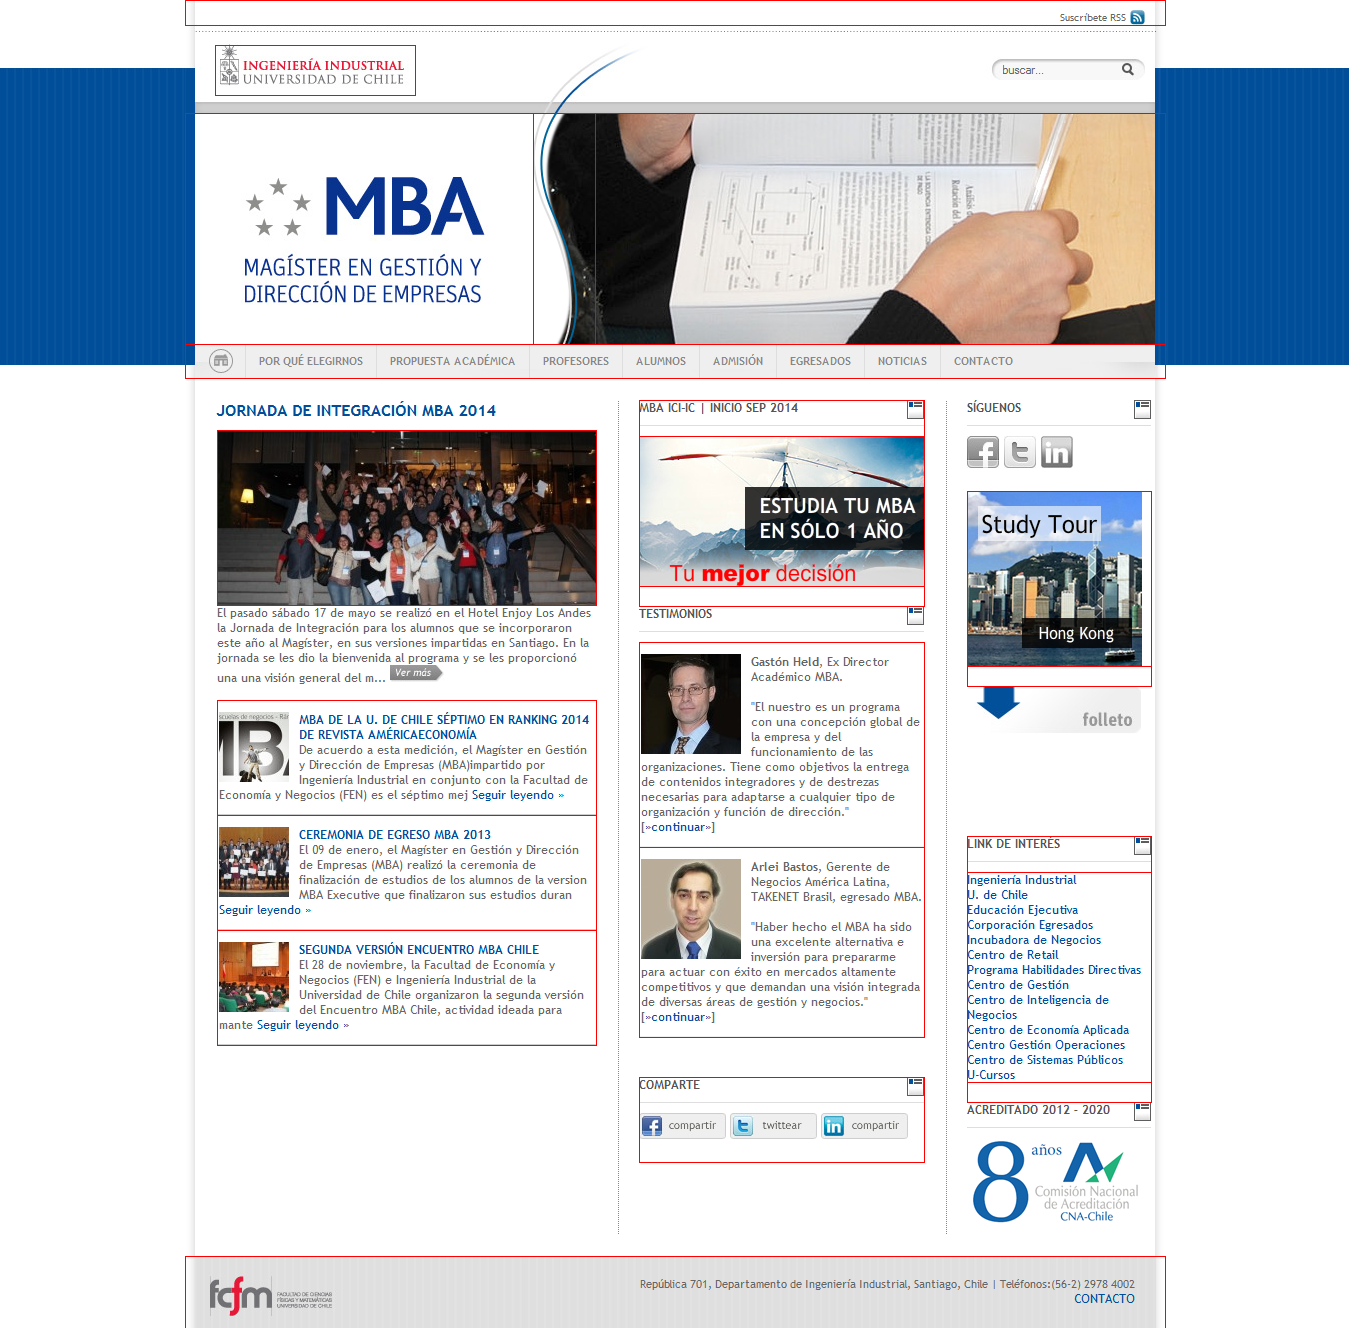 Suscríbete RSS
INGENIERÍA INDUSTRIAL
UNIVERSIDAD DE CHILE
buscar...
MBA
MAGÍSTER EN GESTIÓN Y
DIRECCIÓN DE EMPRESAS
POR QUÉ ELEGIRNOS
PROPUESTA ACADÉMICA
PROFESORES
ALUMNOS
ADMISIÓN
EGRESADOS
NOTICIAS
CONTACTO
JORNADA DE INTEGRACIÓN MBA 2014
El pasado sábado 17 de mayo se realizó en el Hotel Enjoy Los Andes
la Jornada de Integración para los alumnos que se incorporaron
este año al Magíster, en sus versiones impartidas en Santiago. En la
jornada se les dio la bienvenida al programa y se les proporcionó
una una visión general del m... Ver más
MBA DE LA U. DE CHILE SÉPTIMO EN RANKING 2014
DE REVISTA AMÉRICAECONOMÍA
De acuerdo a esta medición, el Magíster en Gestión
y Dirección de Empresas (MBA)impartido por
Ingeniería Industrial en conjunto con la Facultad de
Economía y Negocios (FEN) es el séptimo mej Seguir leyendo »
CEREMONIA DE EGRESO MBA 2013
El 09 de enero, el Magíster en Gestión y Dirección
de Empresas (MBA) realizó la ceremonia de
finalización de estudios de los alumnos de la version
MBA Executive que finalizaron sus estudios duran
Seguir leyendo »
SEGUNDA VERSIÓN ENCUENTRO MBA CHILE
El 28 de noviembre, la Facultad de Economía y
Negocios (FEN) e Ingeniería Industrial de la
Universidad de Chile organizaron la segunda versión
del Encuentro MBA Chile, actividad ideada para
mante Seguir leyendo »
MBA ICI-IC | INICIO SEP 2014
ESTUDIA TU MBA
EN SÓLO 1 AÑO
Tu mejor decisión
TESTIMONIOS
Gastón Held, Ex Director
Académico MBA.
"El nuestro es un programa
con una concepción global de
la empresa y del
funcionamiento de las
organizaciones. Tiene como objetivos la entrega
de contenidos integradores y de destrezas
necesarias para adaptarse a cualquier tipo de
organización y función de dirección."
[»continuar»]
Arlei Bastos, Gerente de
Negocios América Latina,
TAKENET Brasil, egresado MBA.
"Haber hecho el MBA ha sido
una excelente alternativa e
inversión para prepararme
para actuar con éxito en mercados altamente
competitivos y que demandan una visión integrada
de diversas áreas de gestión y negocios."
[»continuar»]
COMPARTE
compartir
twittear
compartir
SÍGUENOS
Study Tour
Hong Kong
folleto
LINK DE INTERÉS
Ingeniería Industrial
U. de Chile
Educación Ejecutiva
Corporación Egresados
Incubadora de Negocios
Centro de Retail
Programa Habilidades Directivas
Centro de Gestión
Centro de Inteligencia de
Negocios
Centro de Economía Aplicada
Centro Gestión Operaciones
Centro de Sistemas Públicos
U-Cursos
ACREDITADO 2012 - 2020
8 años
Comisión Nacional
de Acreditación
CNA-Chile
fcfm
FACULTAD DE CIENCIAS
FÍSICAS Y MATEMÁTICAS
UNIVERSIDAD DE CHILE
República 701, Departamento de Ingeniería Industrial, Santiago, Chile | Teléfonos:(56-2) 2978 4002
CONTACTO